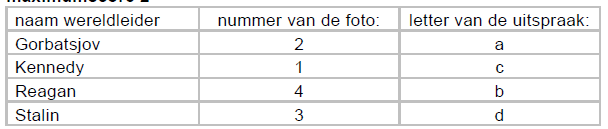 maximumscore 2
naam wereldleider nummer van de foto: letter van de uitspraak:
Gorbatsjov 2 a
Kennedy 1 c
Reagan 4 b
Stalin 3 d